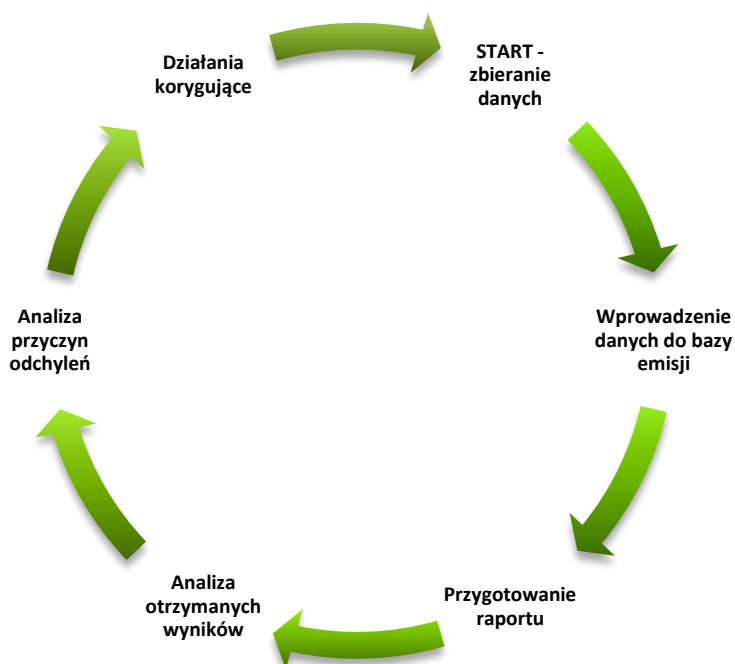 START -
zbieranie
danych
Wprowadzenie
danych do bazy
emisji
Przygotowanie
raportu
Analiza
otrzymanych
wyników
Analiza
przyczyn
odchyleń
Działania
korygujące